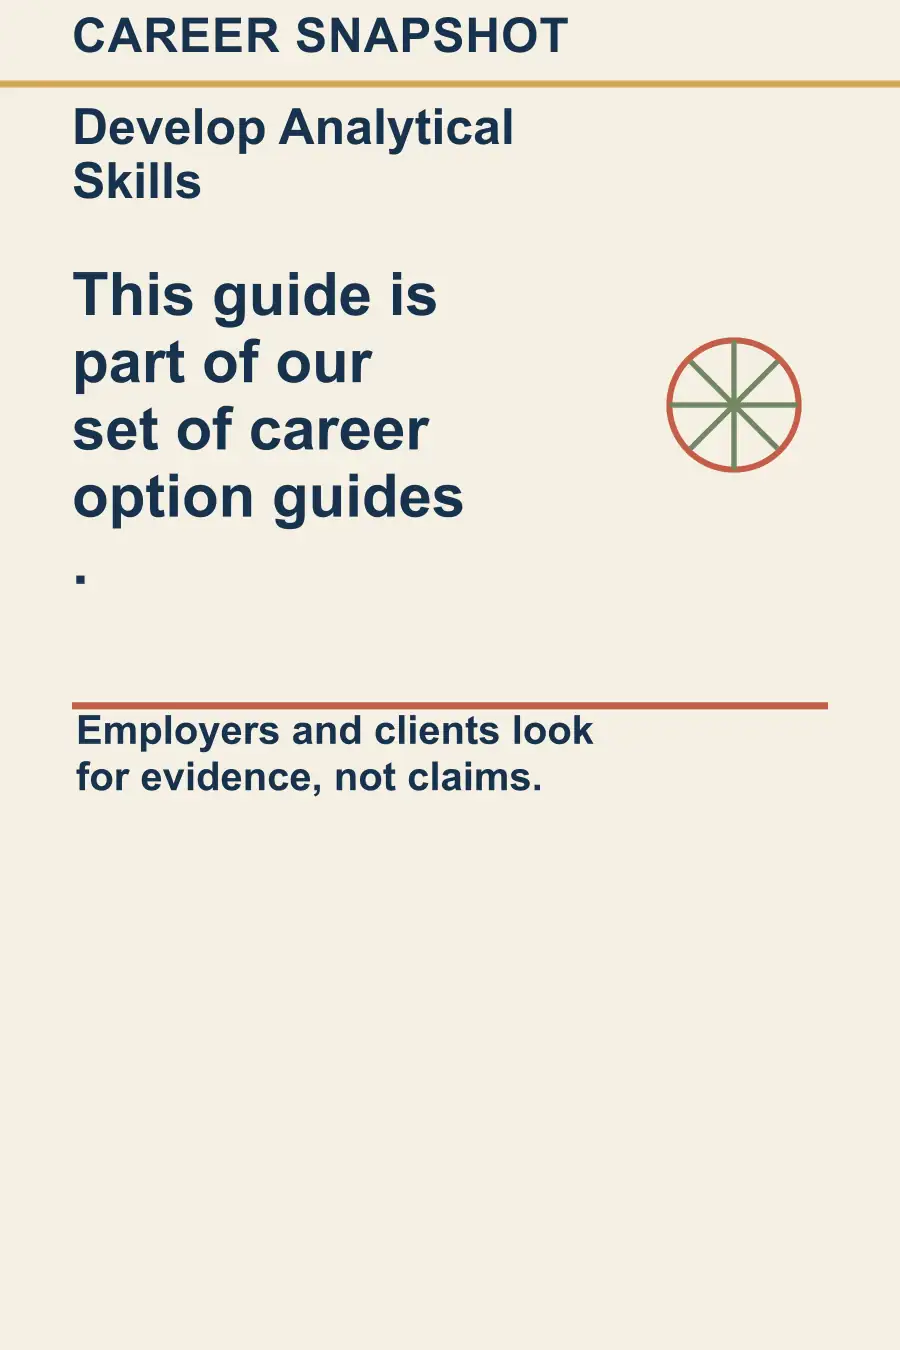 CAREER SNAPSHOT
Develop Analytical
Skills
This guide is
part of our
set of career
option guides
.
Employers and clients look
for evidence, not claims.